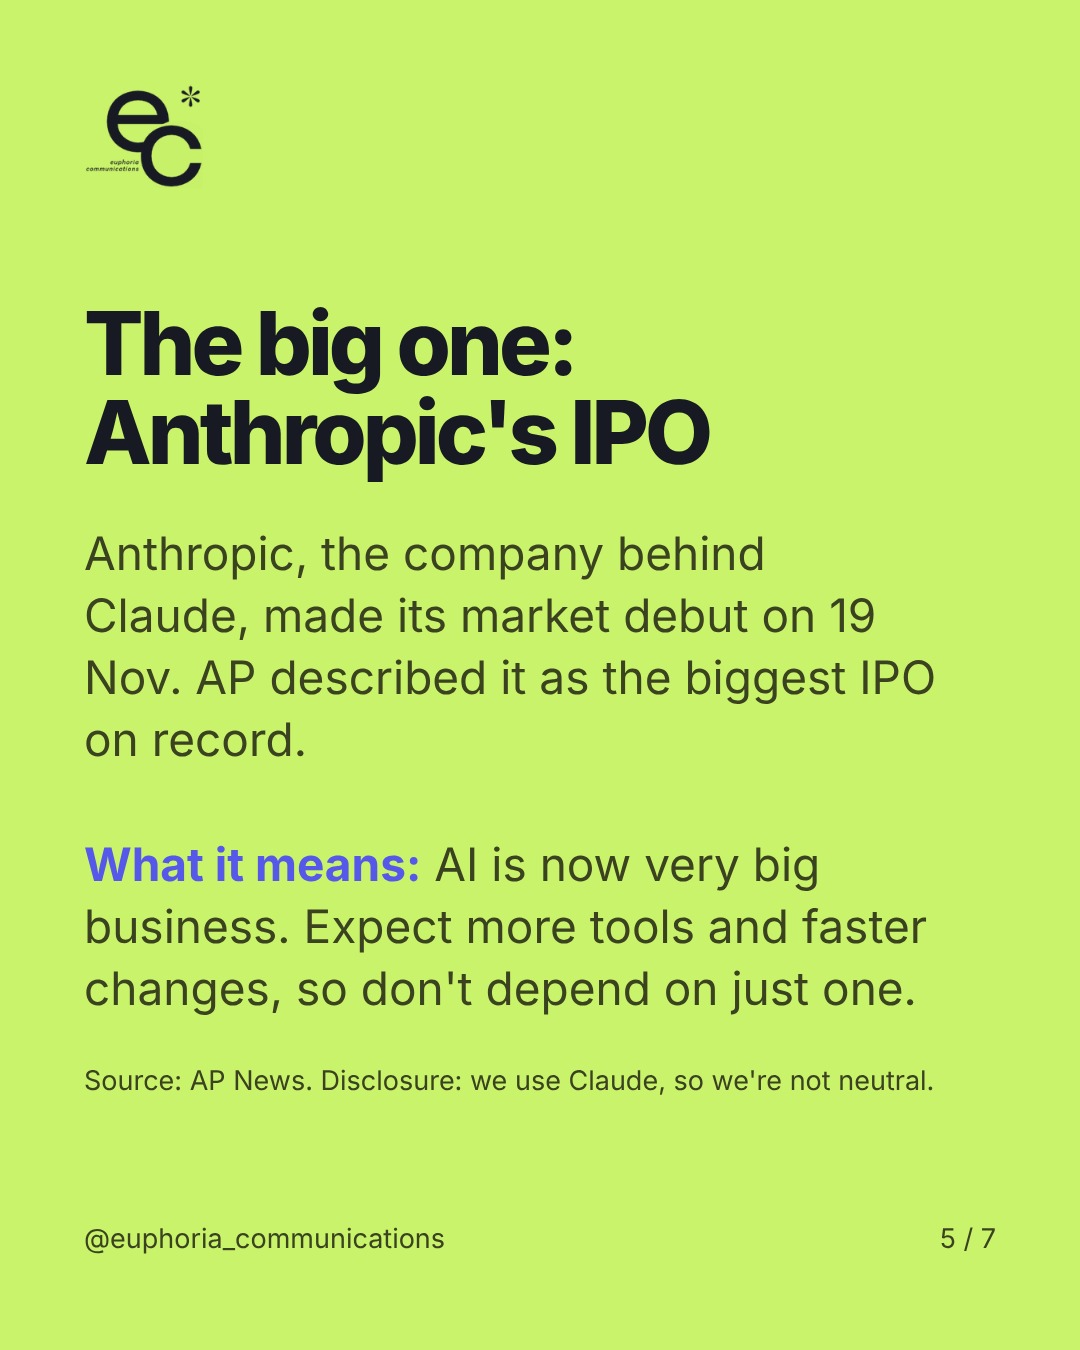 ec*
euphoria
communications
The big one:
Anthropic's IPO
Anthropic, the company behind
Claude, made its market debut on 19
Nov. AP described it as the biggest IPO
on record.
What it means: AI is now very big
business. Expect more tools and faster
changes, so don't depend on just one.
Source: AP News. Disclosure: we use Claude, so we're not neutral.
@euphoria_communications
5 / 7